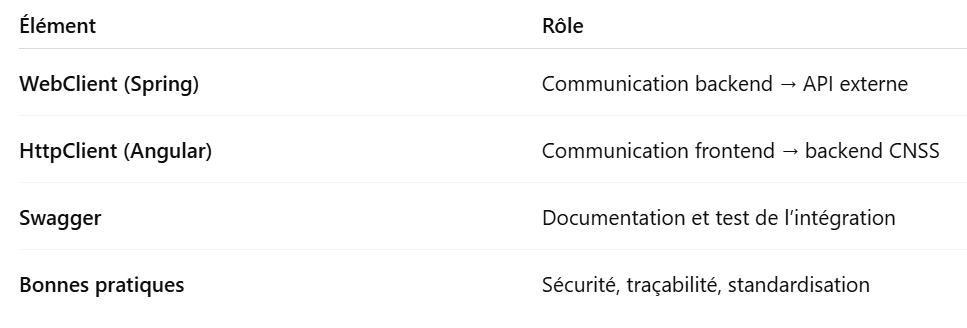 Élément Rôle
WebClient (Spring) Communication backend → API externe
HttpClient (Angular) Communication frontend → backend CNSS
Swagger Documentation et test de l’intégration
Bonnes pratiques Sécurité, traçabilité, standardisation